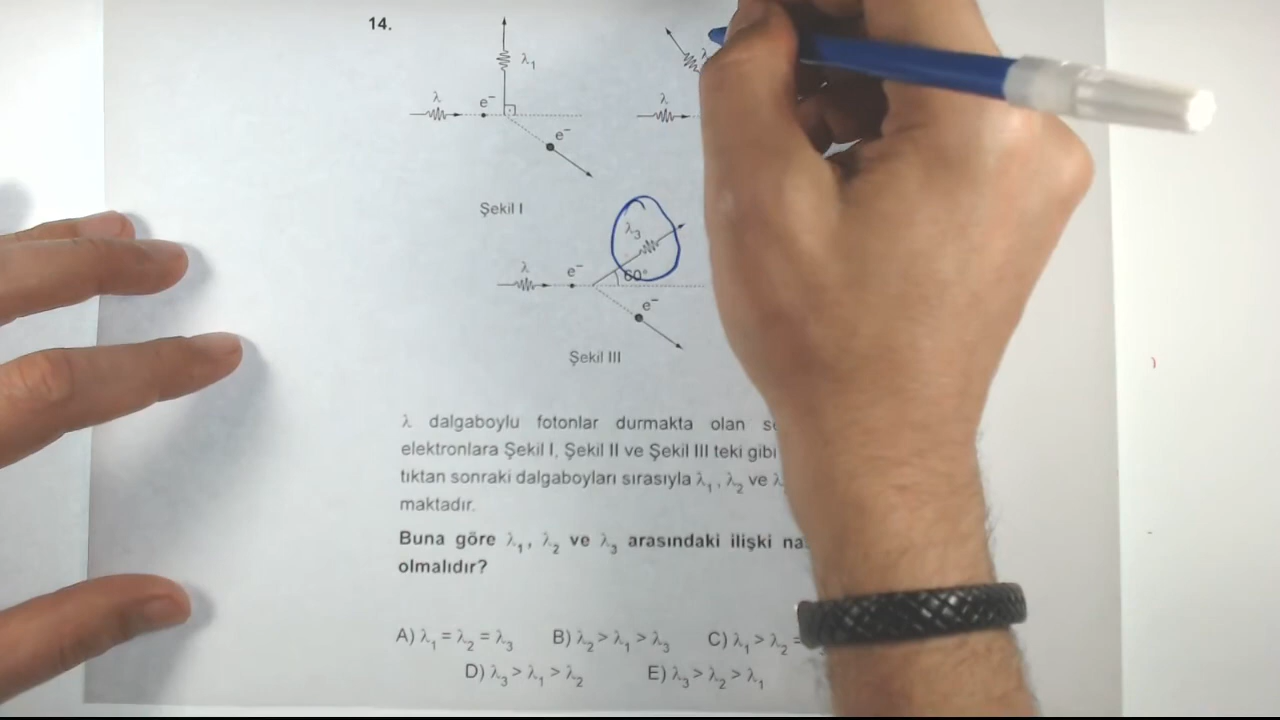 14.
λ₁
λ
e⁻
e⁻
λ
Şekil I
λ₃
λ
e⁻
60°
e⁻
Şekil III
λ dalgaboylu fotonlar durmakta olan
elektronlara Şekil I, Şekil II ve Şekil III teki gibi
tıktan sonraki dalgaboyları sırasıyla λ₁, λ₂ ve λ
maktadır.
Buna göre λ₁, λ₂ ve λ₃ arasındaki ilişki
olmalıdır?
A) λ₁ = λ₂ = λ₃ B) λ₂ > λ₁ > λ₃ C) λ₁ > λ₂ =
D) λ₃ > λ₁ > λ₂ E) λ₃ > λ₂ > λ₁